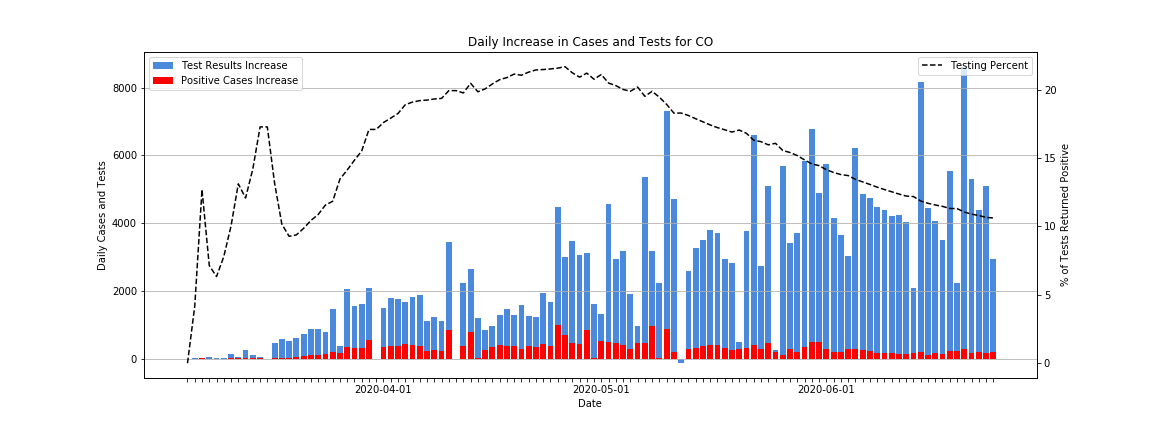 Daily Increase in Cases and Tests for CO
Test Results Increase
Positive Cases Increase
Testing Percent
8000
6000
4000
2000
0
Daily Cases and Tests
20
15
10
5
0
% of Tests Returned Positive
2020-04-01
2020-05-01
2020-06-01
Date